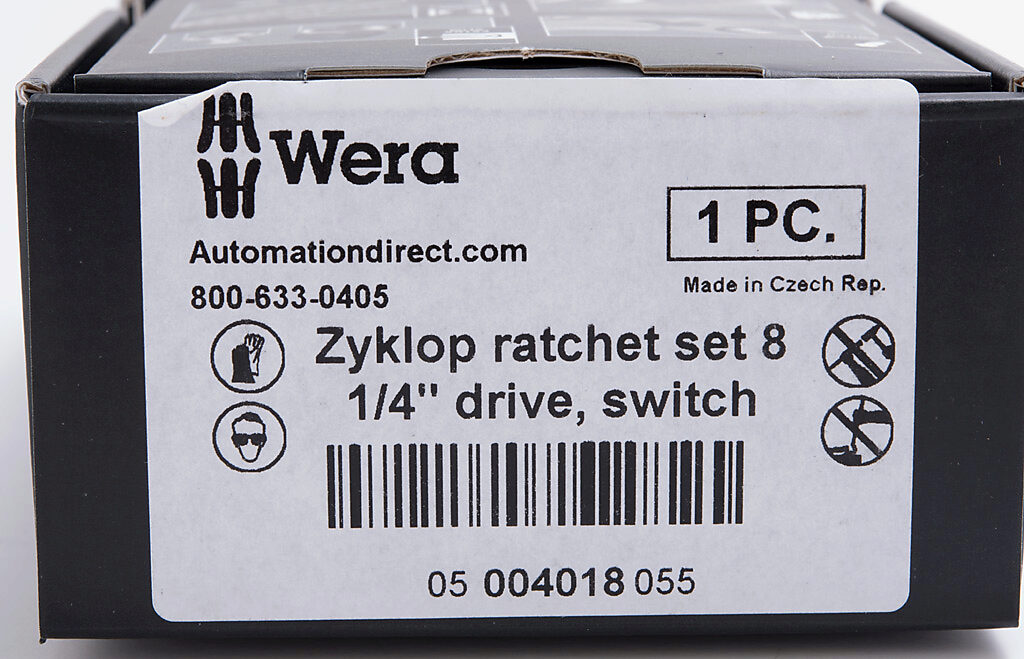 Wera
Automationdirect.com
1 PC.
Made in Czech Rep.
800-633-0405
Zyklop ratchet set 8
1/4" drive, switch
05 004018 055